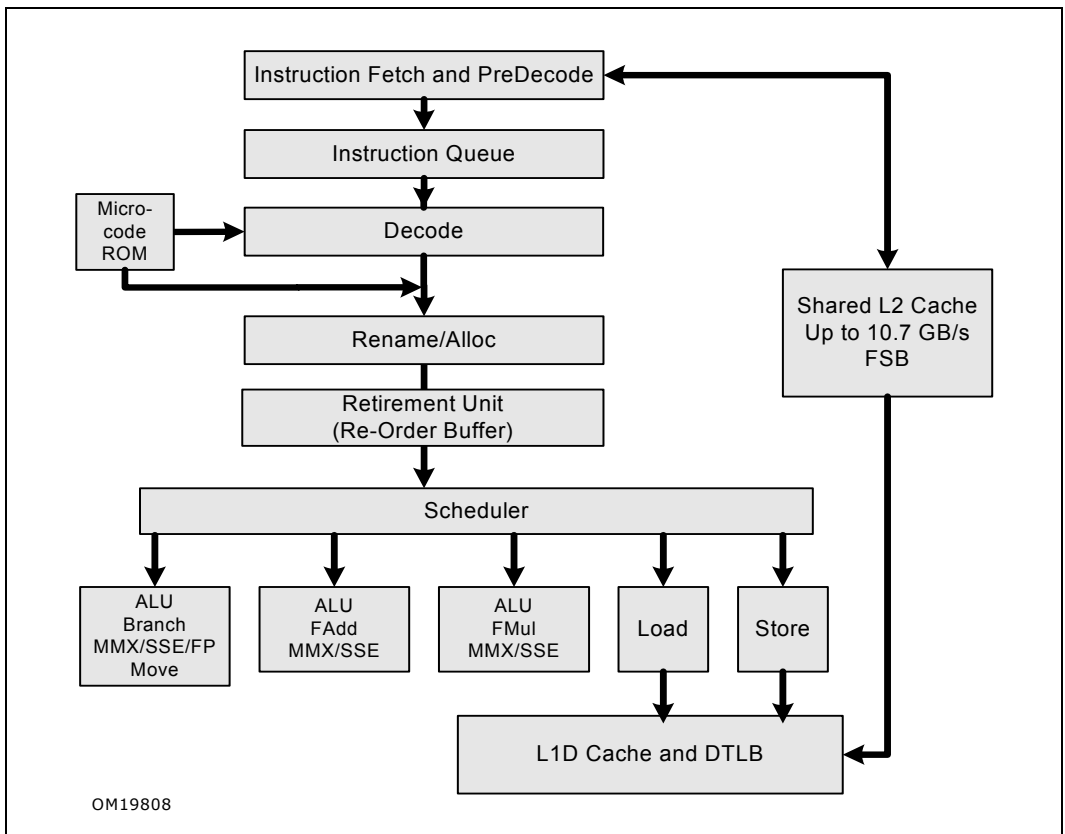 Instruction Fetch and PreDecode
Instruction Queue
Micro-
code
ROM
Decode
Shared L2 Cache
Up to 10.7 GB/s
FSB
Rename/Alloc
Retirement Unit
(Re-Order Buffer)
Scheduler
ALU
Branch
MMX/SSE/FP
Move
ALU
FAdd
MMX/SSE
ALU
FMul
MMX/SSE
Load
Store
L1D Cache and DTLB
OM19808